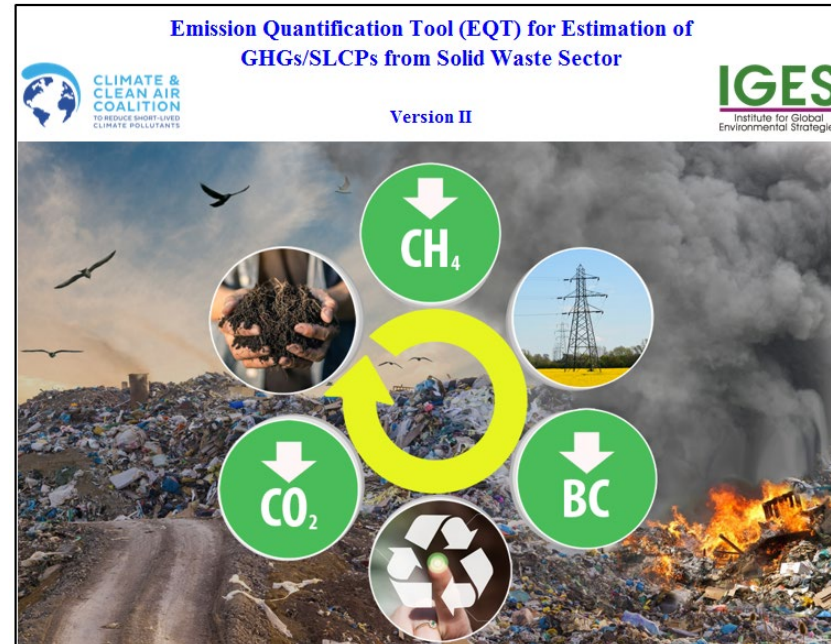 Emission Quantification Tool (EQT) for Estimation of
GHGs/SLCPs from Solid Waste Sector
CLIMATE &
CLEAN AIR
COALITION
TO REDUCE SHORT-LIVED
CLIMATE POLLUTANTS
Version II
IGES
Institute for Global
Environmental Strategies
CH₄
CO₂
BC